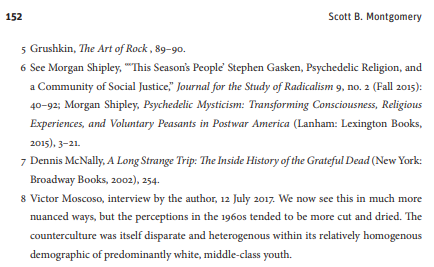 152 Scott B. Montgomery
5 Grushkin, The Art of Rock , 89–90.
6 See Morgan Shipley, “‘This Season’s People’ Stephen Gasken, Psychedelic Religion, and
a Community of Social Justice,” Journal for the Study of Radicalism 9, no. 2 (Fall 2015):
40–92; Morgan Shipley, Psychedelic Mysticism: Transforming Consciousness, Religious
Experiences, and Voluntary Peasants in Postwar America (Lanham: Lexington Books,
2015), 3–21.
7 Dennis McNally, A Long Strange Trip: The Inside History of the Grateful Dead (New York:
Broadway Books, 2002), 254.
8 Victor Moscoso, interview by the author, 12 July 2017. We now see this in much more
nuanced ways, but the perceptions in the 1960s tended to be more cut and dried. The
counterculture was itself disparate and heterogenous within its relatively homogenous
demographic of predominantly white, middle-class youth.